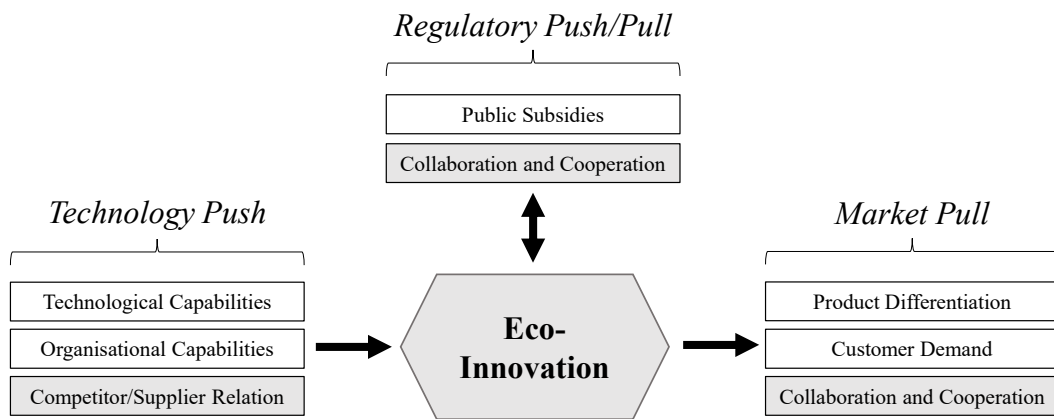 Regulatory Push/Pull
Public Subsidies
Collaboration and Cooperation
Technology Push
Technological Capabilities
Organisational Capabilities
Competitor/Supplier Relation
Eco-
Innovation
Market Pull
Product Differentiation
Customer Demand
Collaboration and Cooperation